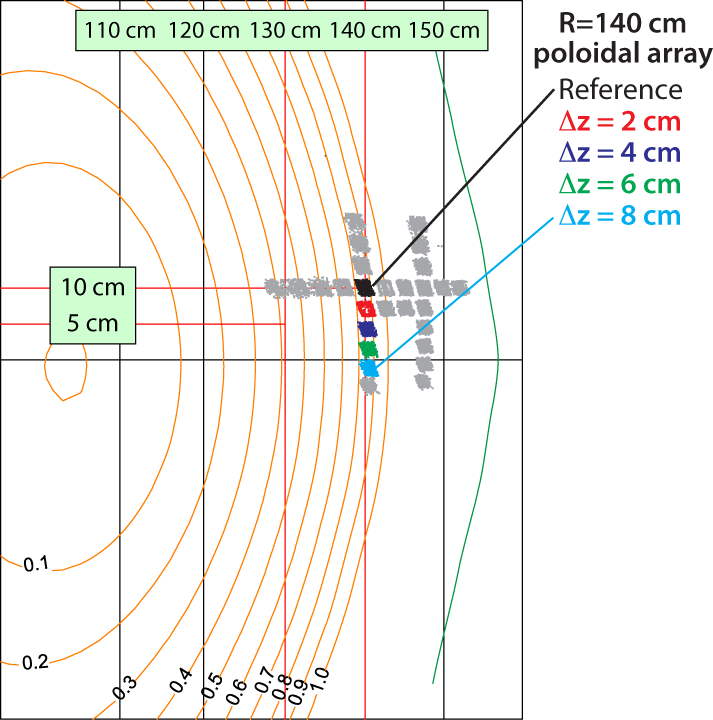 110 cm 120 cm 130 cm 140 cm 150 cm
R=140 cm
poloidal array
Reference
Δz = 2 cm
Δz = 4 cm
Δz = 6 cm
Δz = 8 cm
10 cm
5 cm
0.1
0.2
0.3
0.4
0.5
0.6
0.7
0.8
0.9
1.0